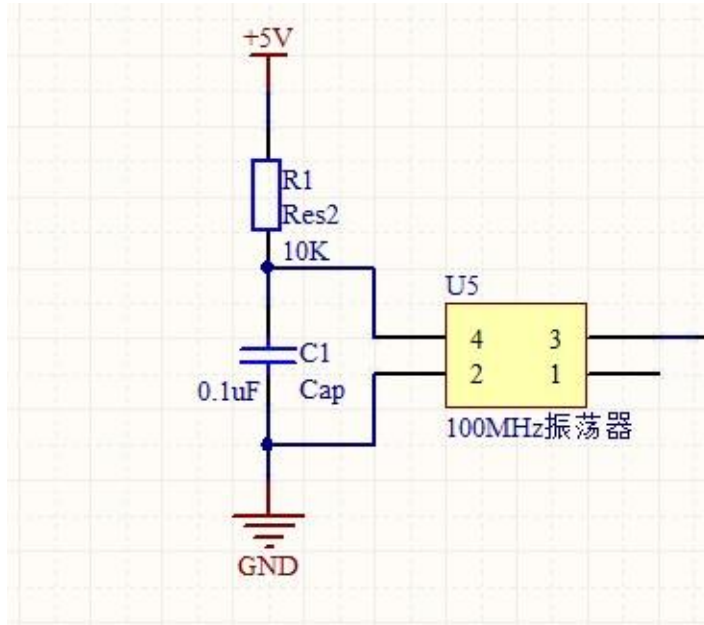 +5V
R1
Res2
10K
U5
4
3
2
1
C1
0.1uF
Cap
100MHz振荡器
GND